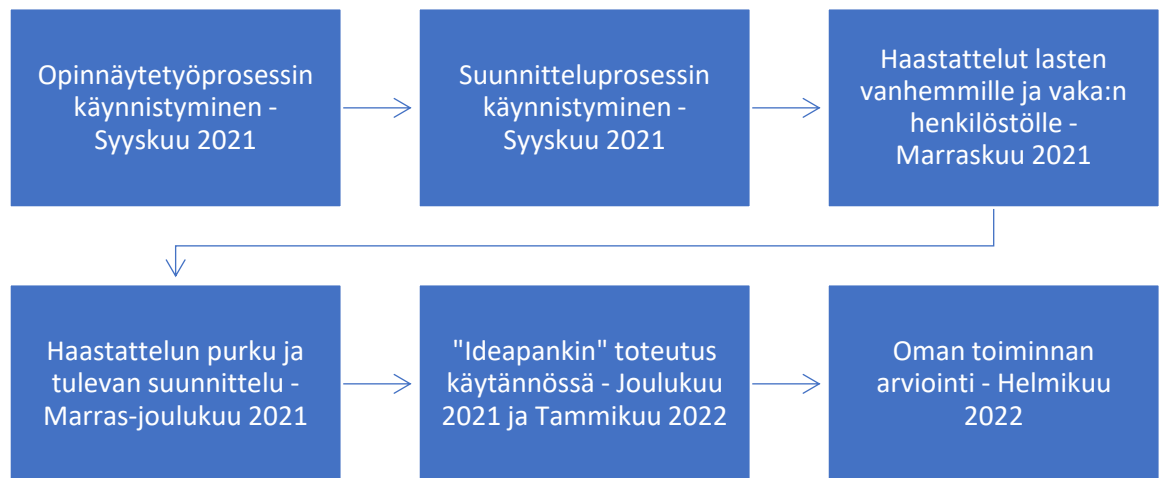 Opinnäytetyöprosessin
käynnistyminen -
Syyskuu 2021
Suunnitteluprosessin
käynnistyminen -
Syyskuu 2021
Haastattelut lasten
vanhemmille ja vaka:n
henkilöstölle -
Marraskuu 2021
Haastattelun purku ja
tulevan suunnittelu -
Marras-joulukuu 2021
"Ideapankin" toteutus
käytännössä - Joulukuu
2021 ja Tammikuu 2022
Oman toiminnan
arviointi - Helmikuu
2022